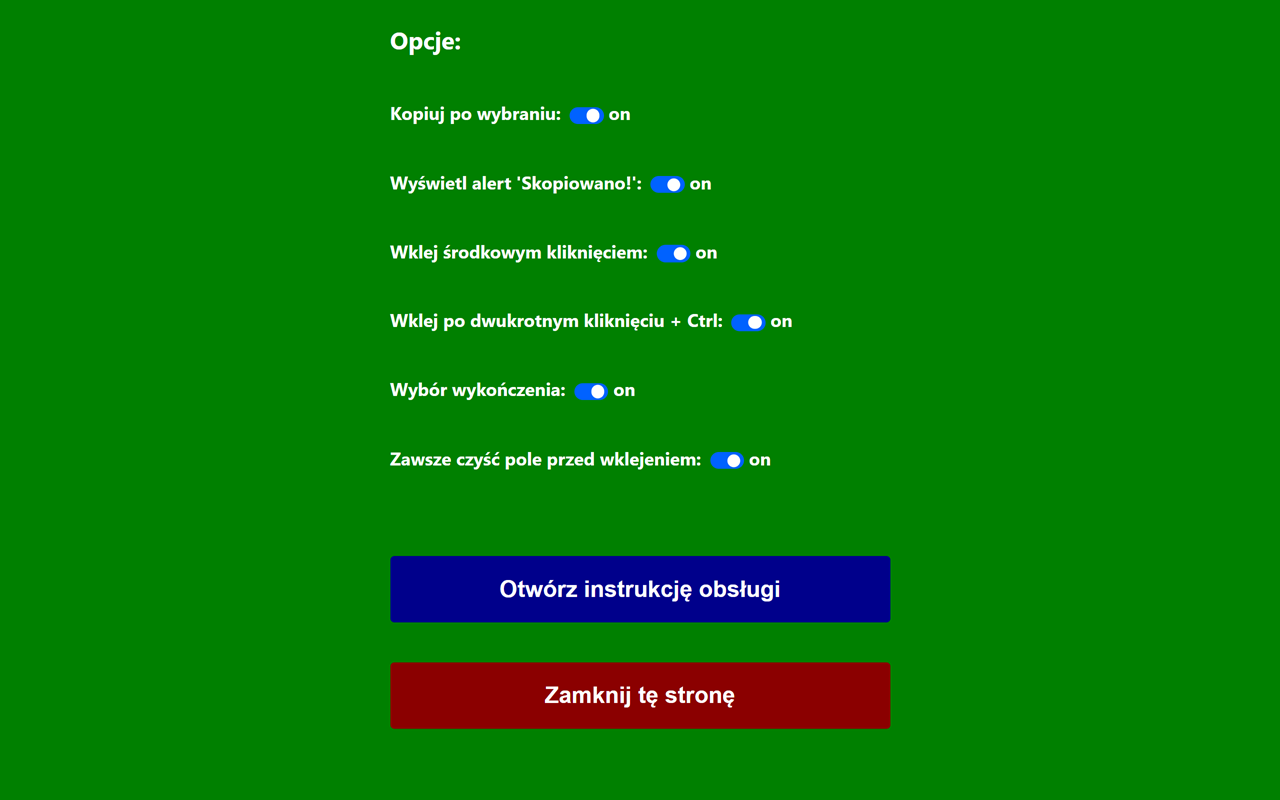 Opcje:
Kopiuj po wybraniu: on
Wyświetl alert 'Skopiowano!': on
Wklej środkowym kliknięciem: on
Wklej po dwukrotnym kliknięciu + Ctrl: on
Wybór wykończenia: on
Zawsze czyść pole przed wklejeniem: on
Otwórz instrukcję obsługi
Zamknij tę stronę